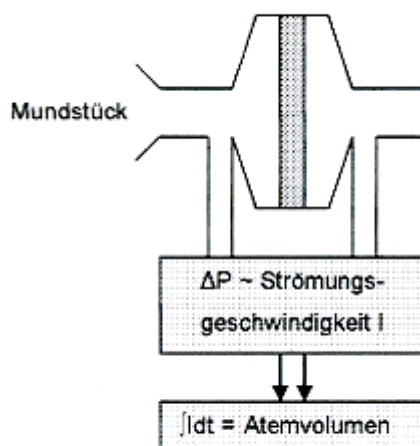 Mundstück
ΔP ~ Strömungs-
geschwindigkeit I
∫Idt = Atemvolumen